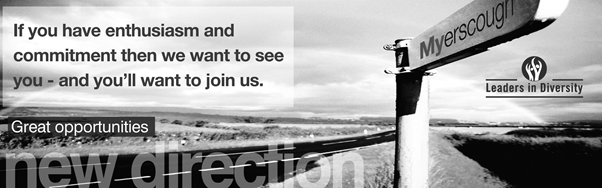 If you have enthusiasm and
commitment then we want to see
you - and you'll want to join us.
Myerscough
Leaders in Diversity
Great opportunities
new direction